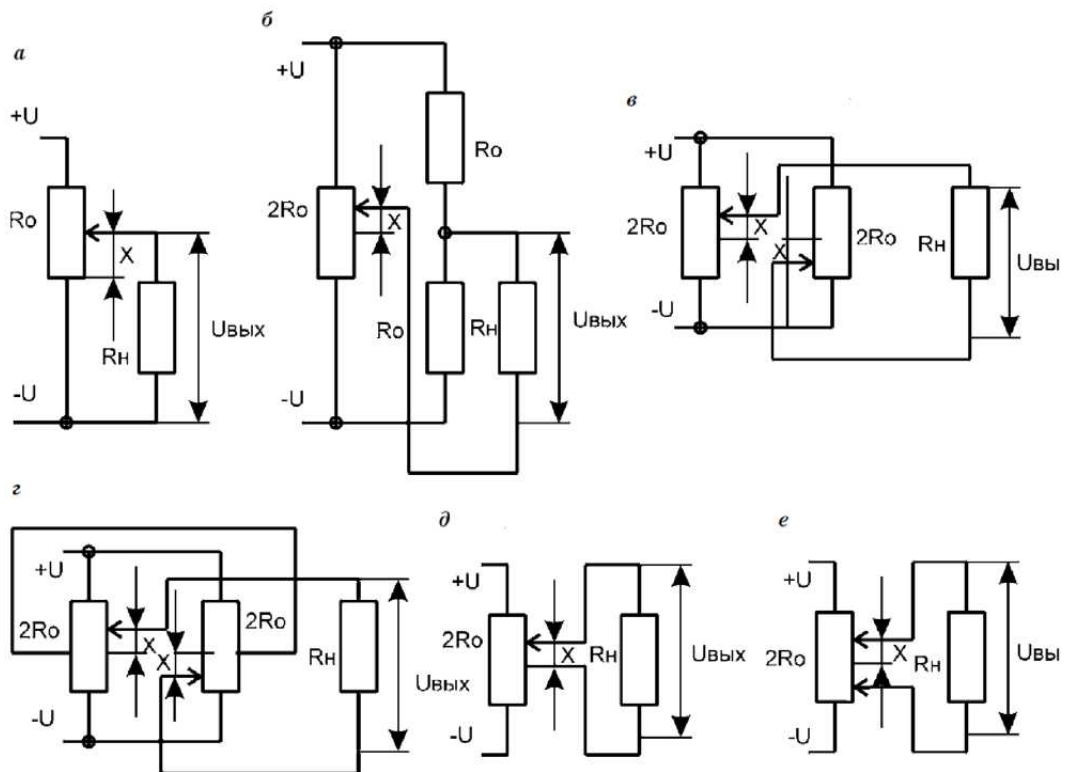 а
+U
Ro
X
Rн
Uвых
-U
б
+U
Ro
2Ro
X
Ro
Rн
Uвых
-U
в
+U
2Ro
X
X
2Ro
Rн
Uвы
-U
г
+U
2Ro
2Ro
X
X
Rн
Uвых
-U
д
+U
2Ro
X
Rн
Uвых
-U
е
+U
2Ro
X
Rн
Uвы
-U